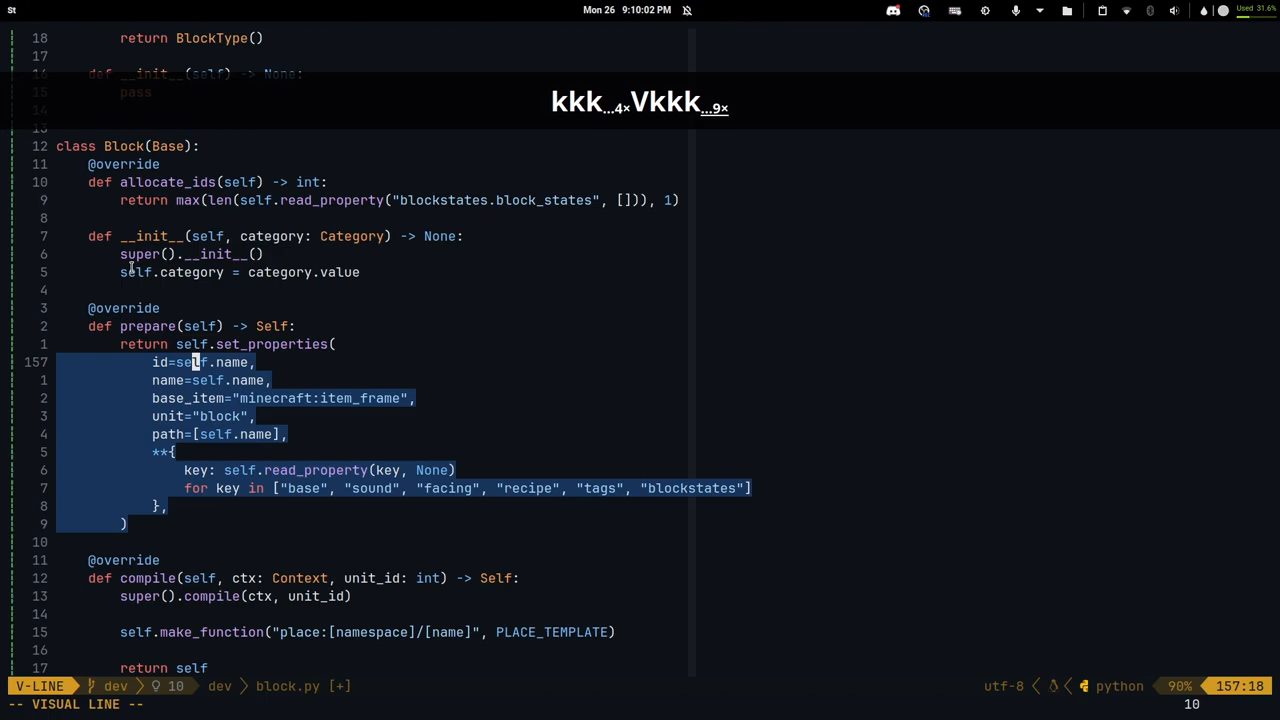 St
Mon 26 9:10:02 PM
Used 31.6%
18 return BlockType()
17
16 def __init__(self) -> None:
15 pass
14
kkk...4×Vkkk...9×
13
12 class Block(Base):
11 @override
10 def allocate_ids(self) -> int:
9 return max(len(self.read_property("blockstates.block_states", [])), 1)
8
7 def __init__(self, category: Category) -> None:
6 super().__init__()
5 self.category = category.value
4
3 @override
2 def prepare(self) -> Self:
1 return self.set_properties(
157 id=self.name,
1 name=self.name,
2 base_item="minecraft:item_frame",
3 unit="block",
4 path=[self.name],
5 **{
6 key: self.read_property(key, None)
7 for key in ["base", "sound", "facing", "recipe", "tags", "blockstates"]
8 },
9 )
10
11 @override
12 def compile(self, ctx: Context, unit_id: int) -> Self:
13 super().compile(ctx, unit_id)
14
15 self.make_function("place:[namespace]/[name]", PLACE_TEMPLATE)
16
17 return self
V-LINE dev 10 dev block.py [+] utf-8 python 90% 157:18
-- VISUAL LINE -- 10